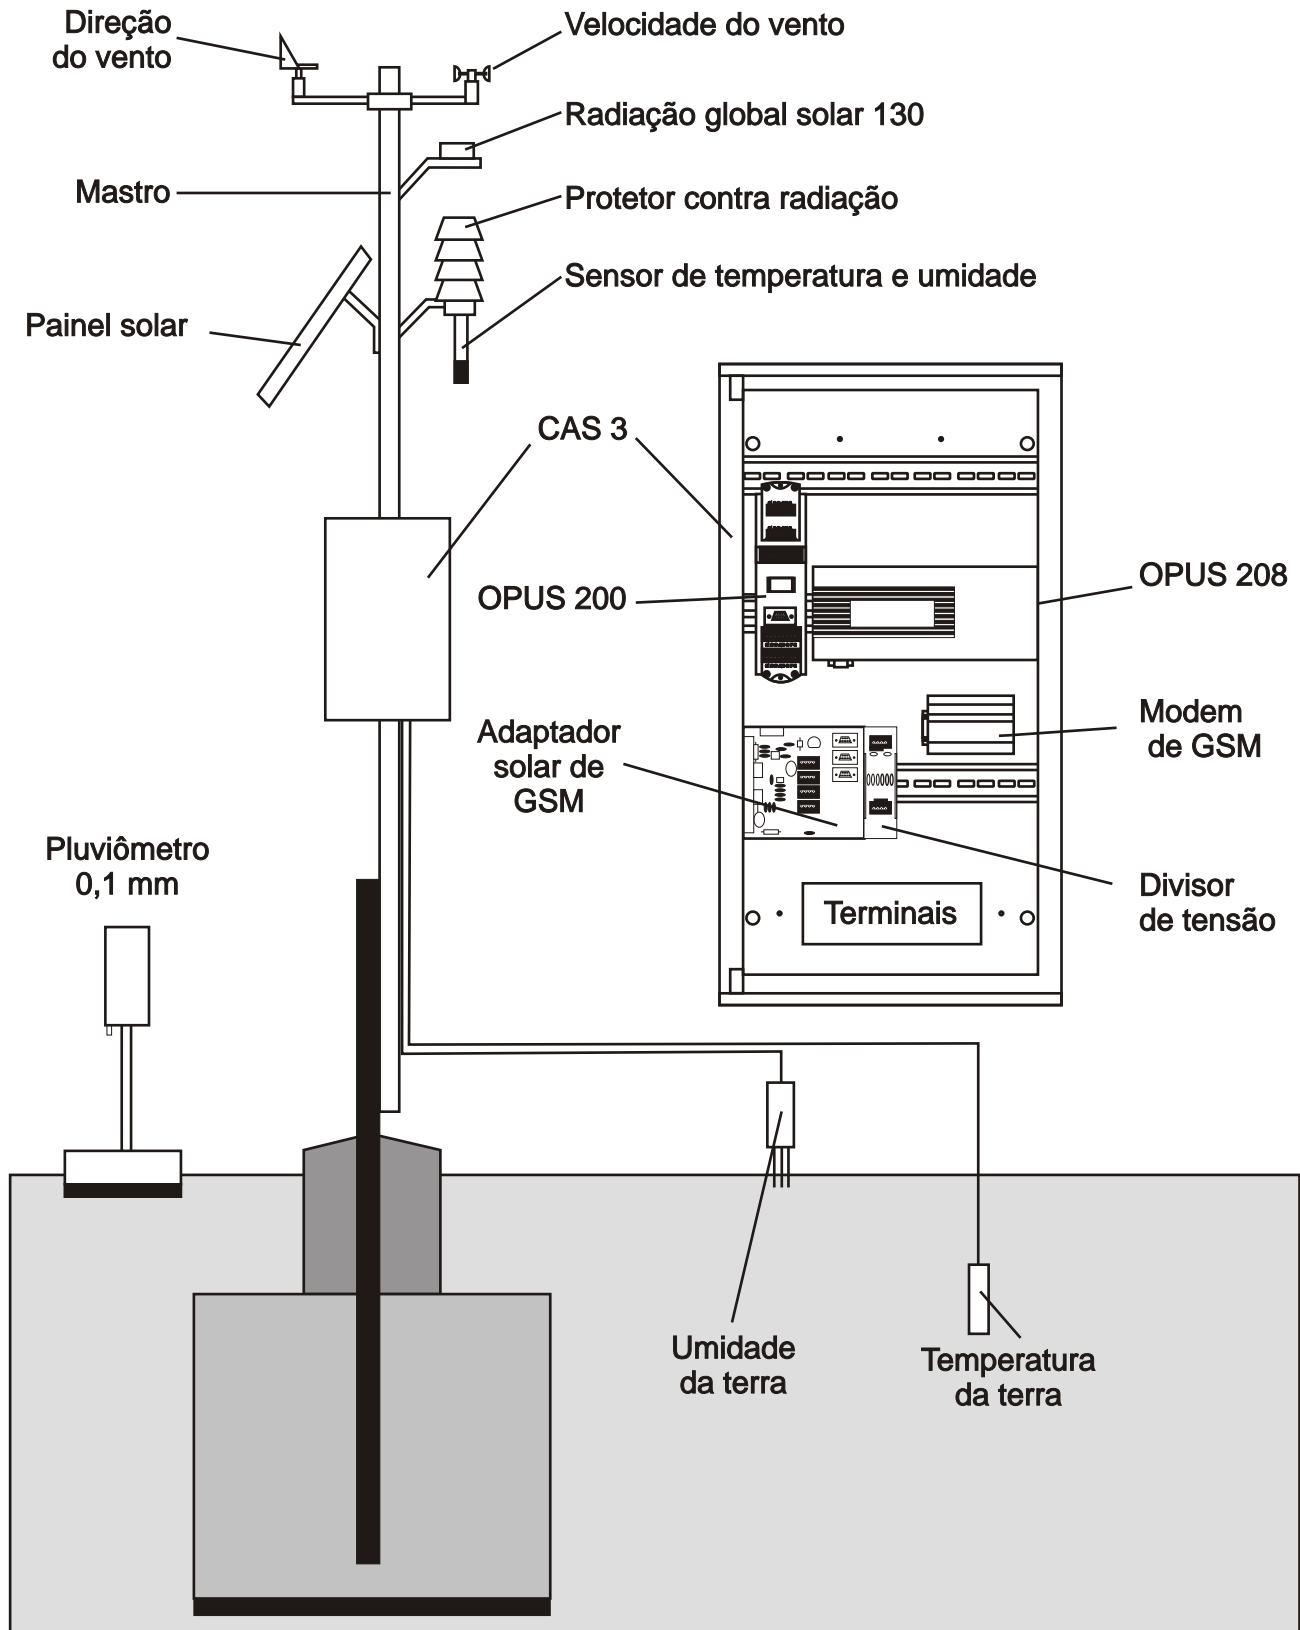 Direção
do vento
Velocidade do vento
Radiação global solar 130
Mastro
Protetor contra radiação
Sensor de temperatura e umidade
Painel solar
CAS 3
OPUS 200
OPUS 208
Adaptador
solar de
GSM
Modem
de GSM
Pluviômetro
0,1 mm
Divisor
de tensão
Terminais
Umidade
da terra
Temperatura
da terra